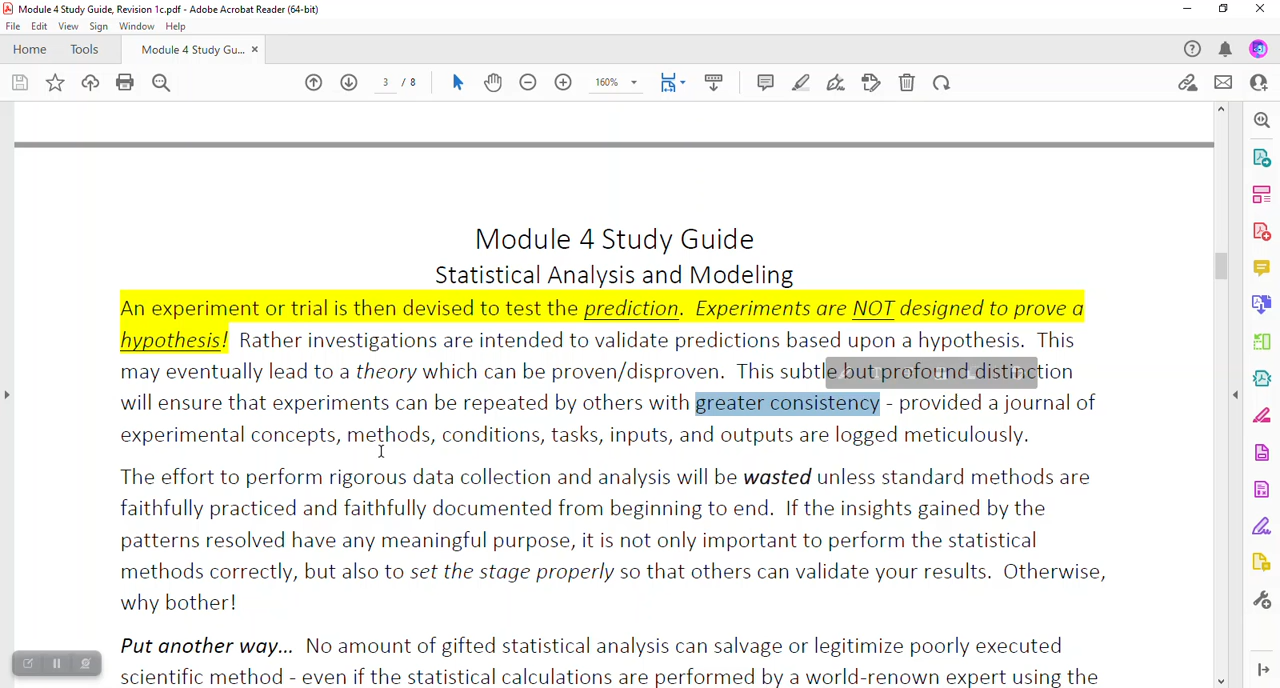 Module 4 Study Guide, Revision 1c.pdf - Adobe Acrobat Reader (64-bit)
File Edit View Sign Window Help
Home Tools Module 4 Study Gu... ×
3 / 8 160%
Module 4 Study Guide
Statistical Analysis and Modeling
An experiment or trial is then devised to test the prediction. Experiments are NOT designed to prove a
hypothesis! Rather investigations are intended to validate predictions based upon a hypothesis. This
may eventually lead to a theory which can be proven/disproven. This subtle but profound distinction
will ensure that experiments can be repeated by others with greater consistency - provided a journal of
experimental concepts, methods, conditions, tasks, inputs, and outputs are logged meticulously.
The effort to perform rigorous data collection and analysis will be wasted unless standard methods are
faithfully practiced and faithfully documented from beginning to end. If the insights gained by the
patterns resolved have any meaningful purpose, it is not only important to perform the statistical
methods correctly, but also to set the stage properly so that others can validate your results. Otherwise,
why bother!
Put another way... No amount of gifted statistical analysis can salvage or legitimize poorly executed
scientific method - even if the statistical calculations are performed by a world-renown expert using the